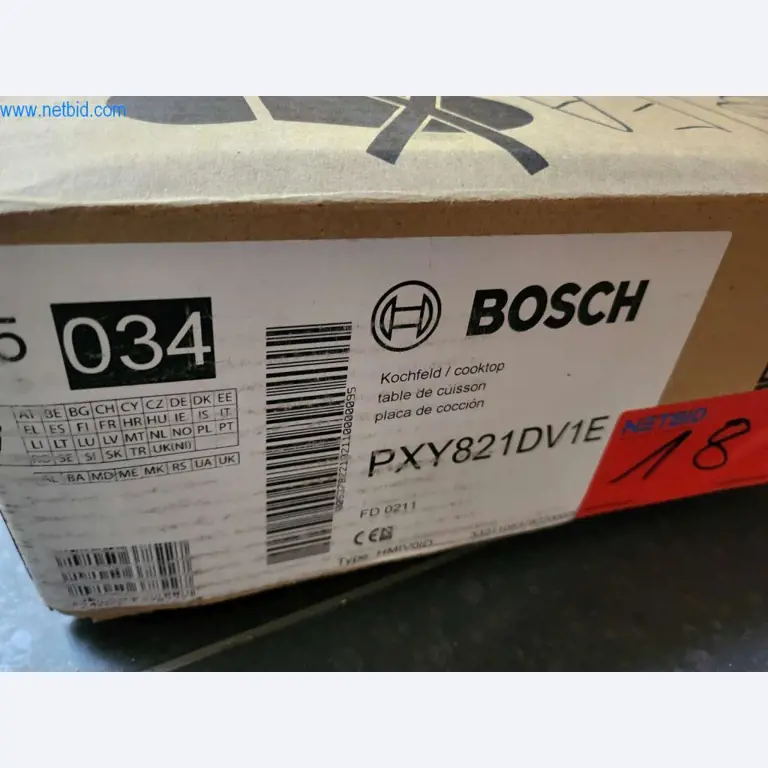 www.netbid.com
5
034
BOSCH
Kochfeld / cooktop
table de cuisson
placa de cocción
PXY821DV1E
NETBID
18
AT BE BG CH CY CZ DE DK EE
EL ES FI FR HR HU IE IS IT
LI LT LU LV MT NL NO PL PT
SE SI SK TR UK(NI)
BA MD ME MK RS UA UK
FD 0211
CE
Type